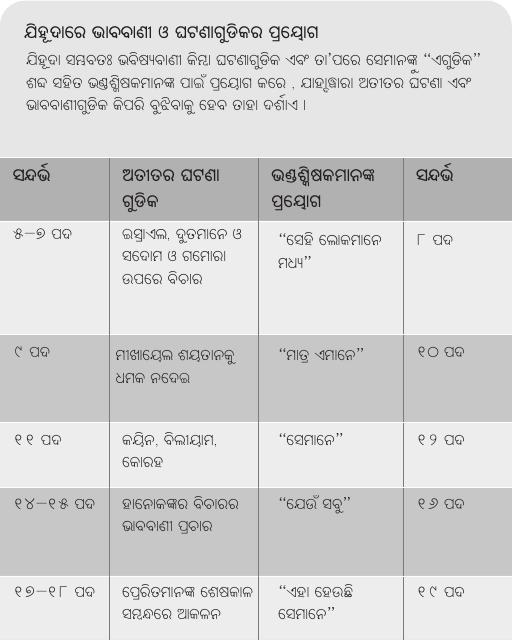 ଯିହୂଦାରେ ଭାବବାଣୀ ଓ ଘଟଣାଗୁଡିକର ପ୍ରୟୋଗ
ଯିହୂଦା ସମ୍ଭବତଃ ଭବିଷ୍ୟବାଣୀ କିମ୍ଭା ଘଟଣାଗୁଡିକ ଏବଂ ତା’ପରେ ସେମାନଙ୍କୁ “ଏଗୁଡିକ”
ଶବ୍ଦ ସହିତ ଭଣ୍ଡଶିକ୍ଷକମାନଙ୍କ ପାଇଁ ପ୍ରୟୋଗ କରେ , ଯାହାଦ୍ୱାରା ଅତୀତର ଘଟଣା ଏବଂ
ଭାବବାଣୀଗୁଡିକ କିପରି ବୁଝିବାକୁ ହେବ ତାହା ଦର୍ଶାଏ ।
ସନ୍ଦର୍ଭ
ଅତୀତର ଘଟଣା
ଗୁଡିକ
ଭଣ୍ଡଶିକ୍ଷକମାନଙ୍କ
ପ୍ରୟୋଗ
ସନ୍ଦର୍ଭ
୫–୭ ପଦ
ଇସ୍ରାଏଲ, ଦୁତମାନେ ଓ
ସଦୋମ ଓ ଗମୋରା
ଉପରେ ବିଚାର
“ସେହି ଲୋକମାନେ
ମଧ୍ୟ”
୮ ପଦ
୯ ପଦ
ମୀଖାୟେଲ ଶୟତାନକୁ
ଧମକ ନଦେଇ
“ମାତ୍ର ଏମାନେ”
୧୦ ପଦ
୧୧ ପଦ
କୟିନ, ବିଲୀୟାମ,
କୋରହ
“ସେମାନେ”
୧୨ ପଦ
୧୪–୧୫ ପଦ
ହାନୋକଙ୍କର ବିଚାରର
ଭାବବାଣୀ ପ୍ରଚାର
“ଯେଉଁ ସବୁ”
୧୬ ପଦ
୧୭–୧୮ ପଦ
ପ୍ରେରିତମାନଙ୍କ ଶେଷକାଳ
ସମ୍ଭନ୍ଧରେ ଆକଳନ
“ଏହା ହେଉଛି
ସେମାନେ”
୧୯ ପଦ